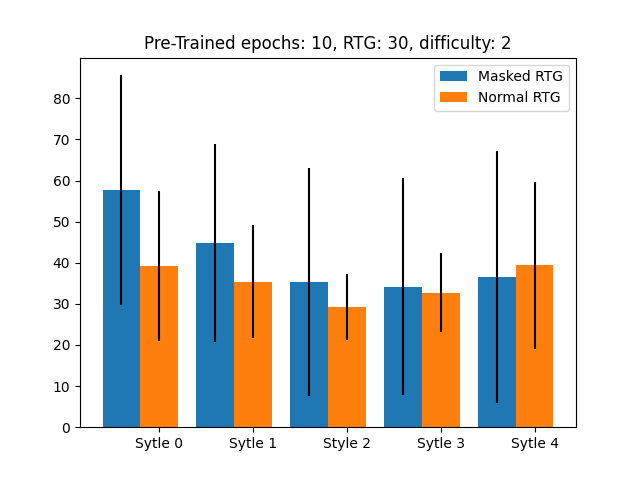 Pre-Trained epochs: 10, RTG: 30, difficulty: 2
Masked RTG
Normal RTG
80
70
60
50
40
30
20
10
0
Sytle 0 Sytle 1 Style 2 Sytle 3 Sytle 4